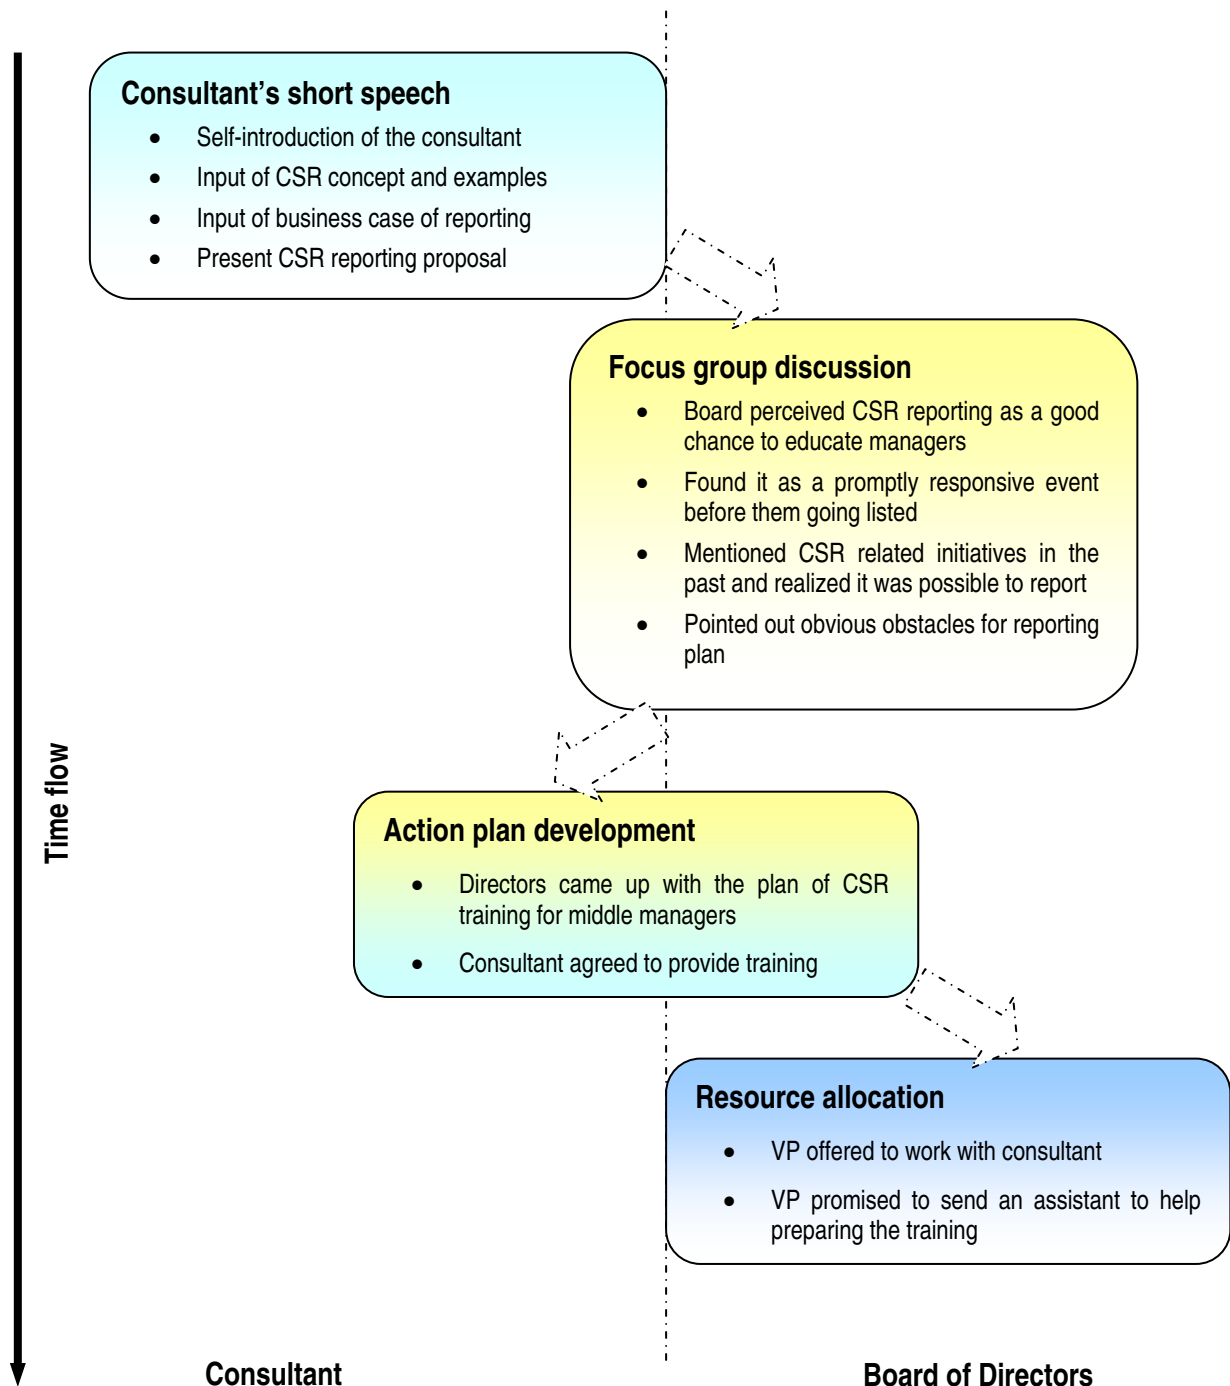 Consultant's short speech
• Self-introduction of the consultant
• Input of CSR concept and examples
• Input of business case of reporting
• Present CSR reporting proposal
Focus group discussion
• Board perceived CSR reporting as a good
chance to educate managers
• Found it as a promptly responsive event
before them going listed
• Mentioned CSR related initiatives in the
past and realized it was possible to report
• Pointed out obvious obstacles for reporting
plan
Time flow
Action plan development
• Directors came up with the plan of CSR
training for middle managers
• Consultant agreed to provide training
Resource allocation
• VP offered to work with consultant
• VP promised to send an assistant to help
preparing the training
Consultant
Board of Directors